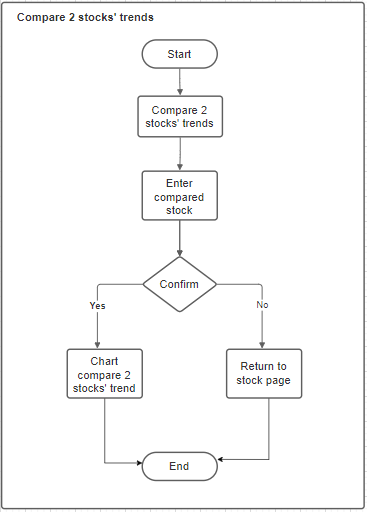 Compare 2 stocks' trends
Start
Compare 2
stocks' trends
Enter
compared
stock
Confirm
Yes
No
Chart
compare 2
stocks' trend
Return to
stock page
End